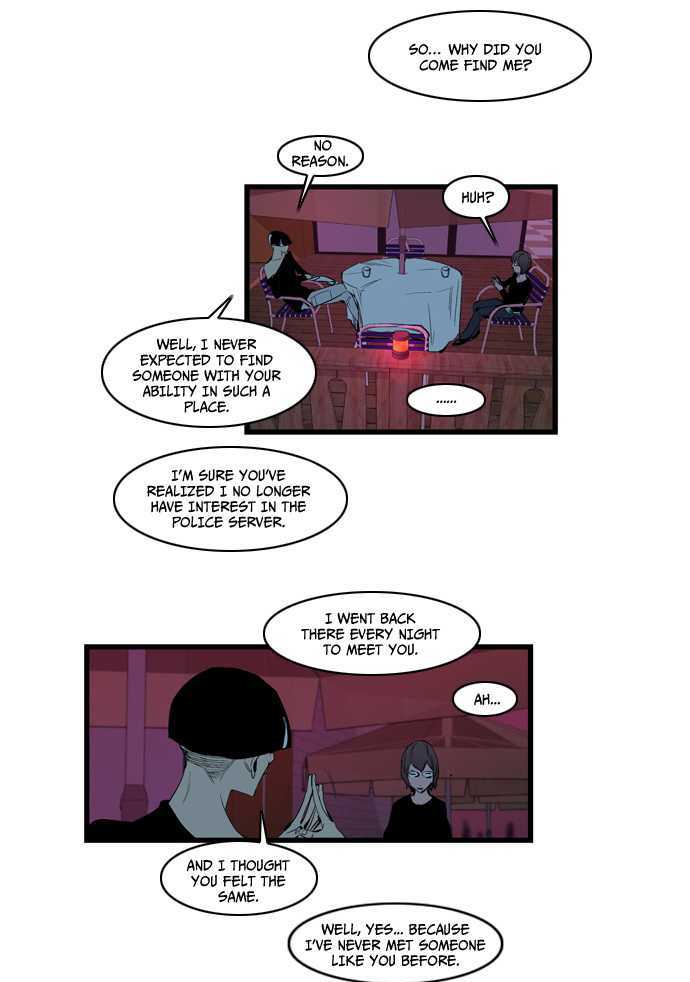 SO... WHY DID YOU
COME FIND ME?
NO
REASON.
HUH?
WELL, I NEVER
EXPECTED TO FIND
SOMEONE WITH YOUR
ABILITY IN SUCH A
PLACE.
......
I'M SURE YOU'VE
REALIZED I NO LONGER
HAVE INTEREST IN THE
POLICE SERVER.
I WENT BACK
THERE EVERY NIGHT
TO MEET YOU.
AH...
AND I THOUGHT
YOU FELT THE
SAME.
WELL, YES... BECAUSE
I'VE NEVER MET SOMEONE
LIKE YOU BEFORE.